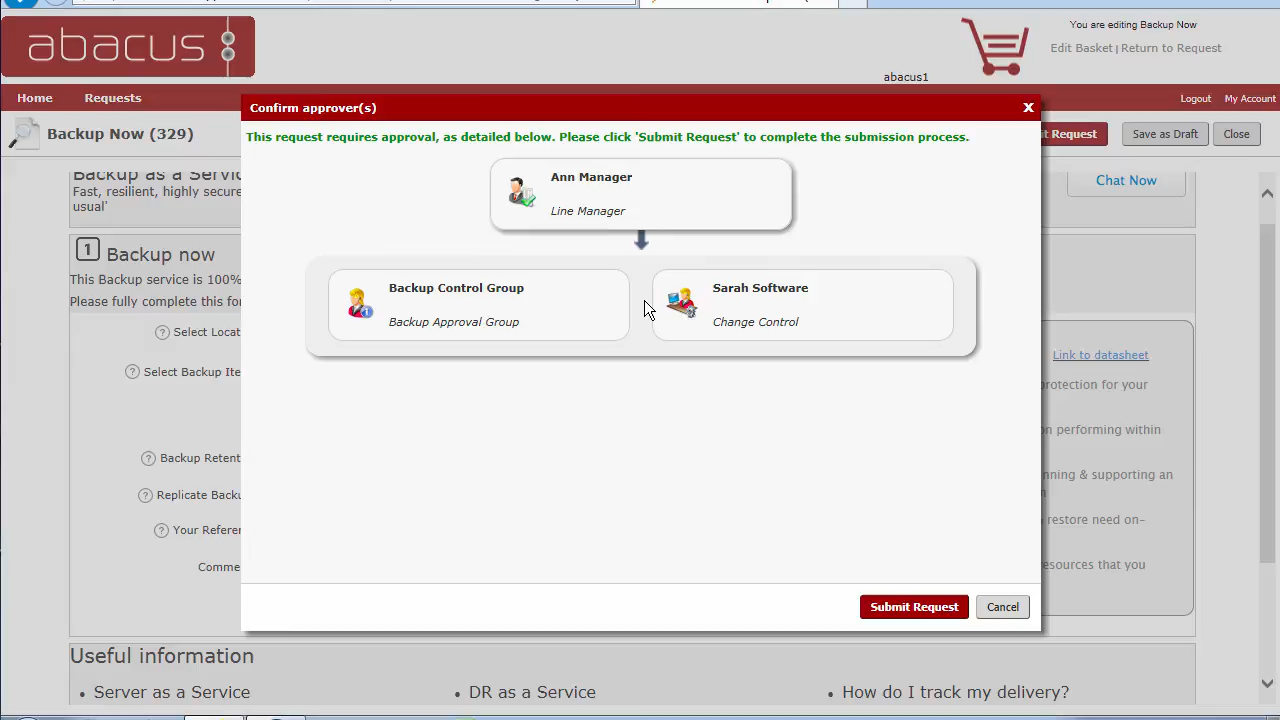 abacus
You are editing Backup Now
Edit Basket | Return to Request
abacus1
Home Requests
Logout My Account
Backup Now (329)
it Request Save as Draft Close
Confirm approver(s) X
This request requires approval, as detailed below. Please click 'Submit Request' to complete the submission process.
Ann Manager
Line Manager
Backup Control Group
Backup Approval Group
Sarah Software
Change Control
Submit Request Cancel
Backup as a Servic
Fast, resilient, highly secure
usual'
Chat Now
1 Backup now
This Backup service is 100%
Please fully complete this for
? Select Locat
? Select Backup Ite
? Backup Retent
? Replicate Backu
? Your Referen
Comme
Link to datasheet
protection for your
on performing within
nning & supporting an
restore need on-
esources that you
Useful information
• Server as a Service
• DR as a Service
• How do I track my delivery?